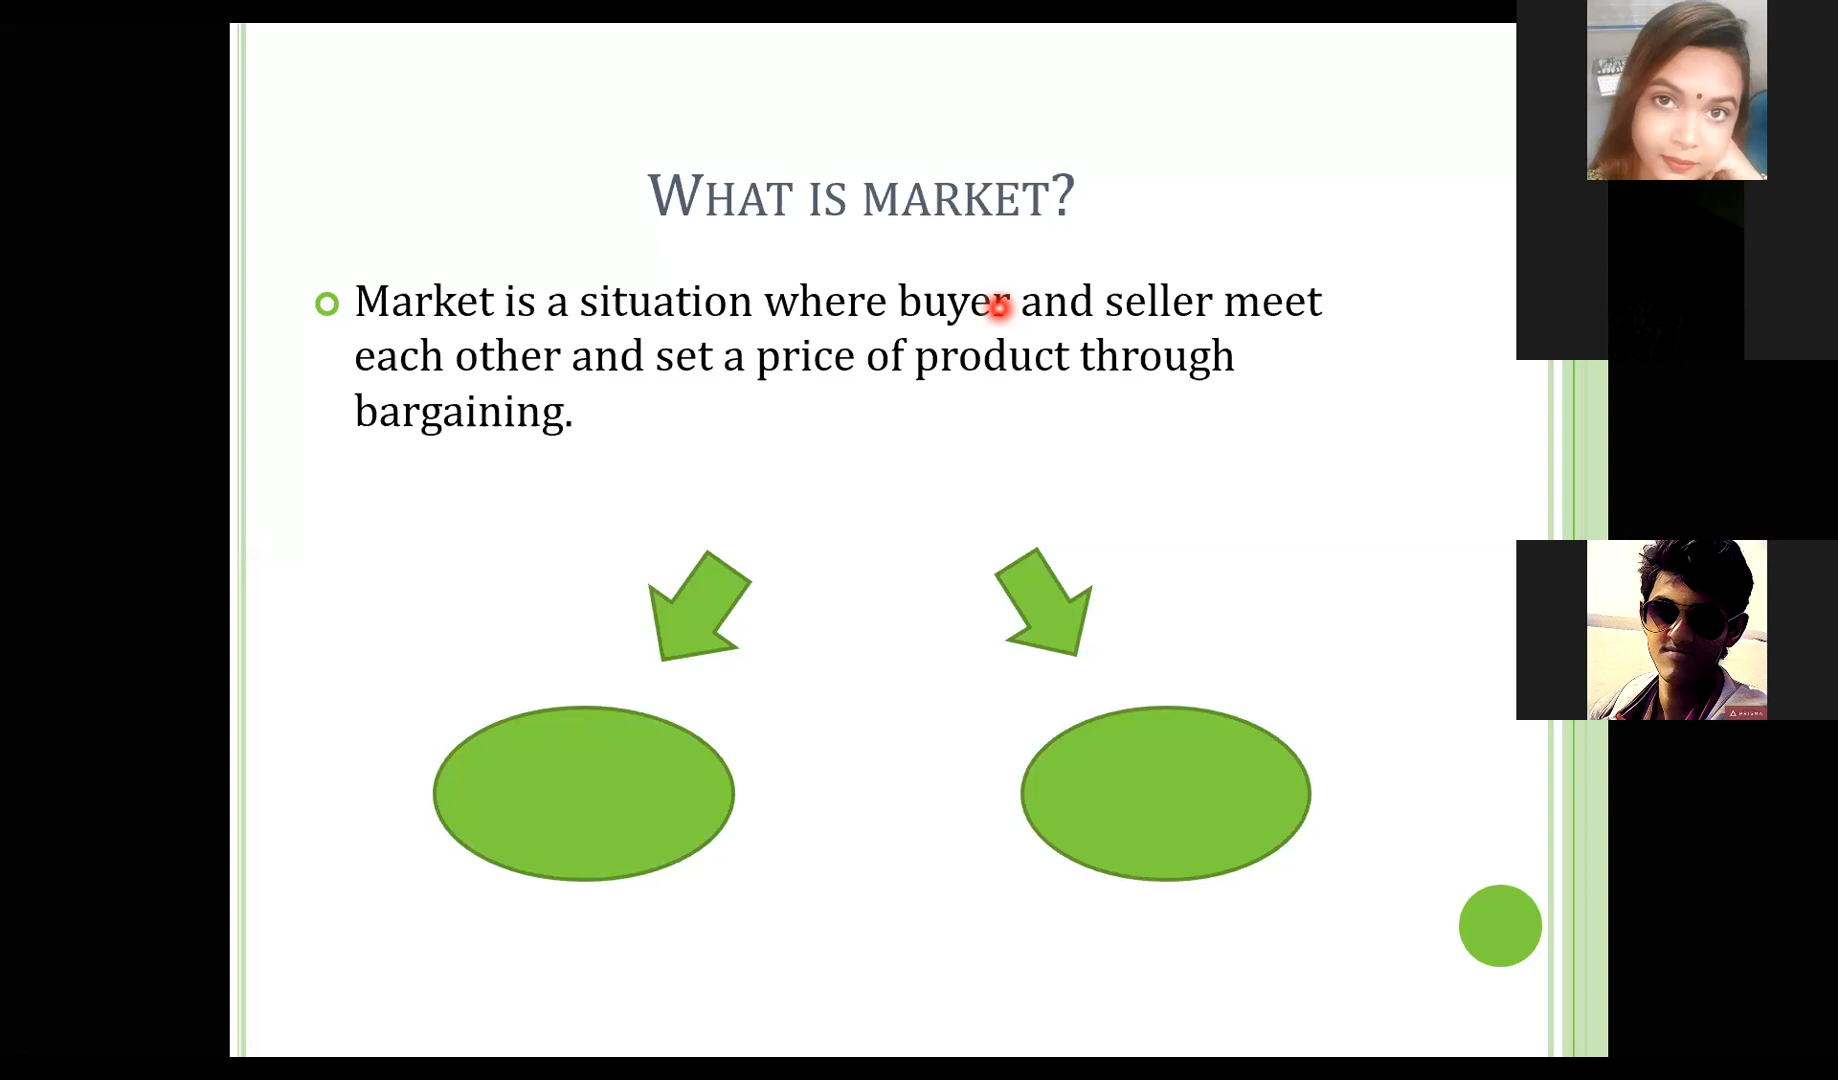 WHAT IS MARKET?
Market is a situation where buyer and seller meet
each other and set a price of product through
bargaining.